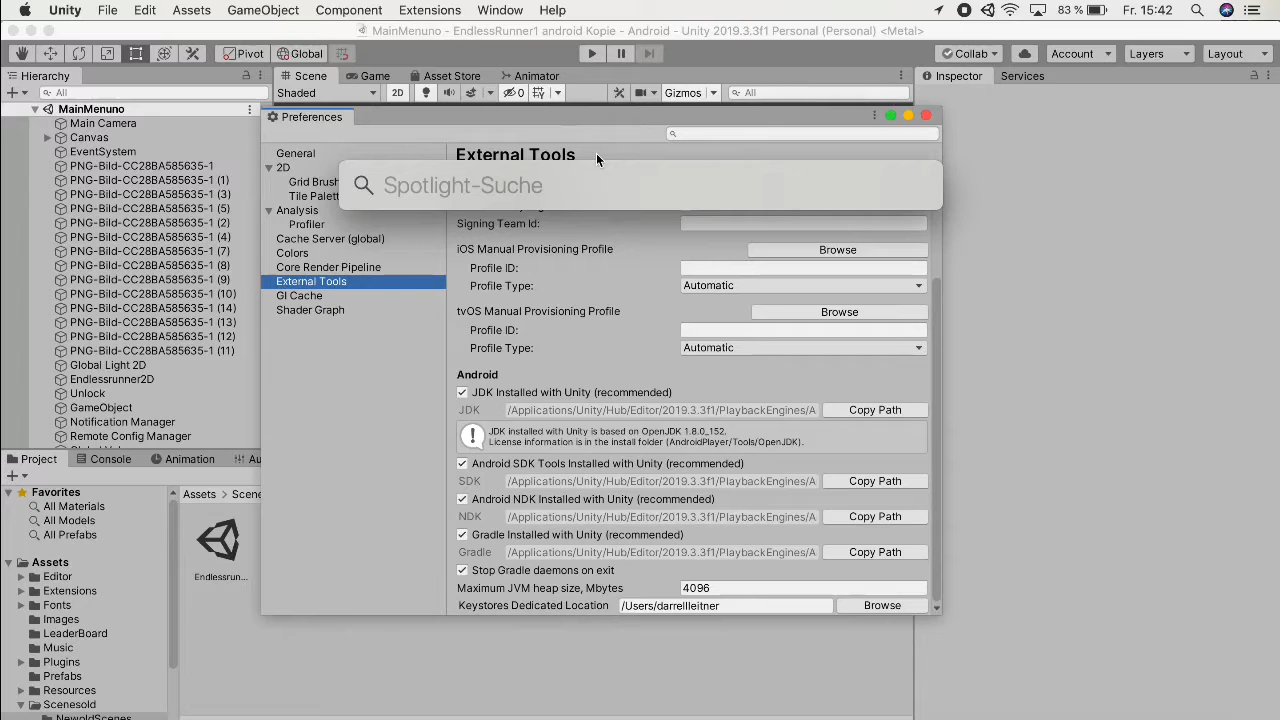 Unity File Edit Assets GameObject Component Extensions Window Help 83 % Fr. 15:42
MainMenuno - EndlessRunner1 android Kopie - Android - Unity 2019.3.3f1 Personal (Personal) <Metal>
Pivot Global Collab Account Layers Layout
Hierarchy Scene Game Asset Store Animator Inspector Services
All Shaded 2D 0 Gizmos All
MainMenuno
Main Camera
Canvas
EventSystem
PNG-Bild-CC28BA585635-1
PNG-Bild-CC28BA585635-1 (1)
PNG-Bild-CC28BA585635-1 (3)
PNG-Bild-CC28BA585635-1 (5)
PNG-Bild-CC28BA585635-1 (2)
PNG-Bild-CC28BA585635-1 (4)
PNG-Bild-CC28BA585635-1 (7)
PNG-Bild-CC28BA585635-1 (8)
PNG-Bild-CC28BA585635-1 (9)
PNG-Bild-CC28BA585635-1 (10)
PNG-Bild-CC28BA585635-1 (14)
PNG-Bild-CC28BA585635-1 (13)
PNG-Bild-CC28BA585635-1 (12)
PNG-Bild-CC28BA585635-1 (11)
Global Light 2D
Endlessrunner2D
Unlock
GameObject
Notification Manager
Remote Config Manager
Preferences
General
2D
Grid Brush
Tile Palett
Analysis
Profiler
Cache Server (global)
Colors
Core Render Pipeline
External Tools
GI Cache
Shader Graph
External Tools
Spotlight-Suche
Signing Team Id:
iOS Manual Provisioning Profile Browse
Profile ID:
Profile Type: Automatic
tvOS Manual Provisioning Profile Browse
Profile ID:
Profile Type: Automatic
Android
JDK Installed with Unity (recommended)
JDK /Applications/Unity/Hub/Editor/2019.3.3f1/PlaybackEngines/A Copy Path
JDK installed with Unity is based on OpenJDK 1.8.0_152.
License information is in the install folder (AndroidPlayer/Tools/OpenJDK).
Android SDK Tools Installed with Unity (recommended)
SDK /Applications/Unity/Hub/Editor/2019.3.3f1/PlaybackEngines/A Copy Path
Android NDK Installed with Unity (recommended)
NDK /Applications/Unity/Hub/Editor/2019.3.3f1/PlaybackEngines/A Copy Path
Gradle Installed with Unity (recommended)
Gradle /Applications/Unity/Hub/Editor/2019.3.3f1/PlaybackEngines/A Copy Path
Stop Gradle daemons on exit
Maximum JVM heap size, Mbytes 4096
Keystores Dedicated Location /Users/darrellleitner Browse
Project Console Animation Au
Favorites
All Materials
All Models
All Prefabs
Assets
Editor
Extensions
Fonts
Images
LeaderBoard
Music
Plugins
Prefabs
Resources
Scenesold
NewoldScenes
Assets > Scene
Endlessrun...